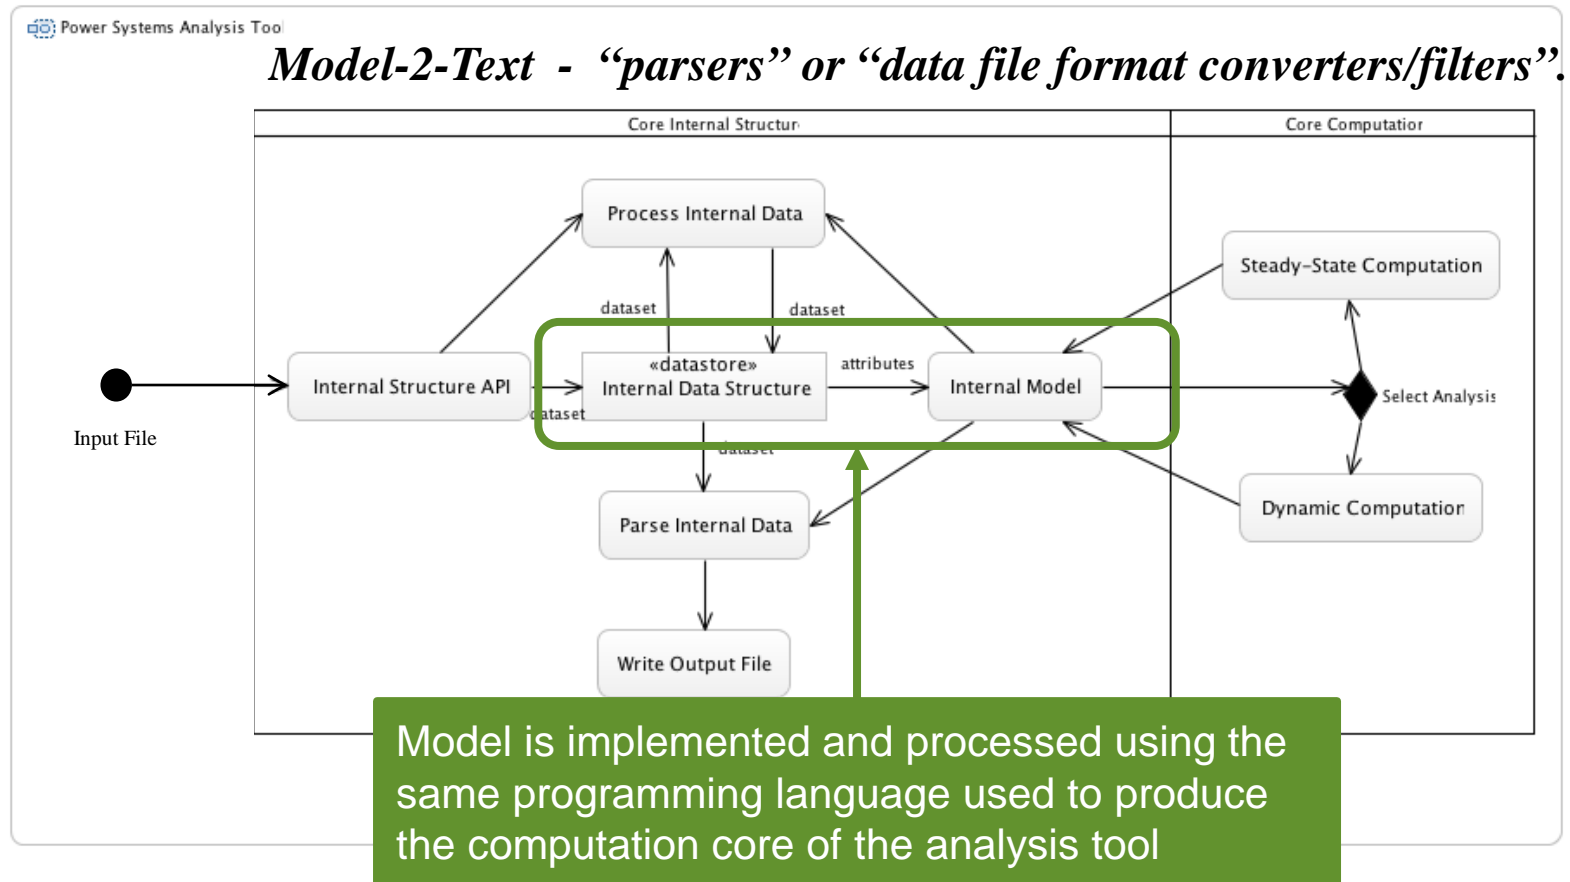 Power Systems Analysis Tool
Model-2-Text - “parsers” or “data file format converters/filters”.
Core Internal Structur
Core Computation
Process Internal Data
Steady-State Computation
dataset
dataset
«datastore»
Internal Data Structure
attributes
Internal Structure API
Internal Model
Select Analysis
dataset
Input File
dataset
Parse Internal Data
Dynamic Computation
Write Output File
Model is implemented and processed using the
same programming language used to produce
the computation core of the analysis tool